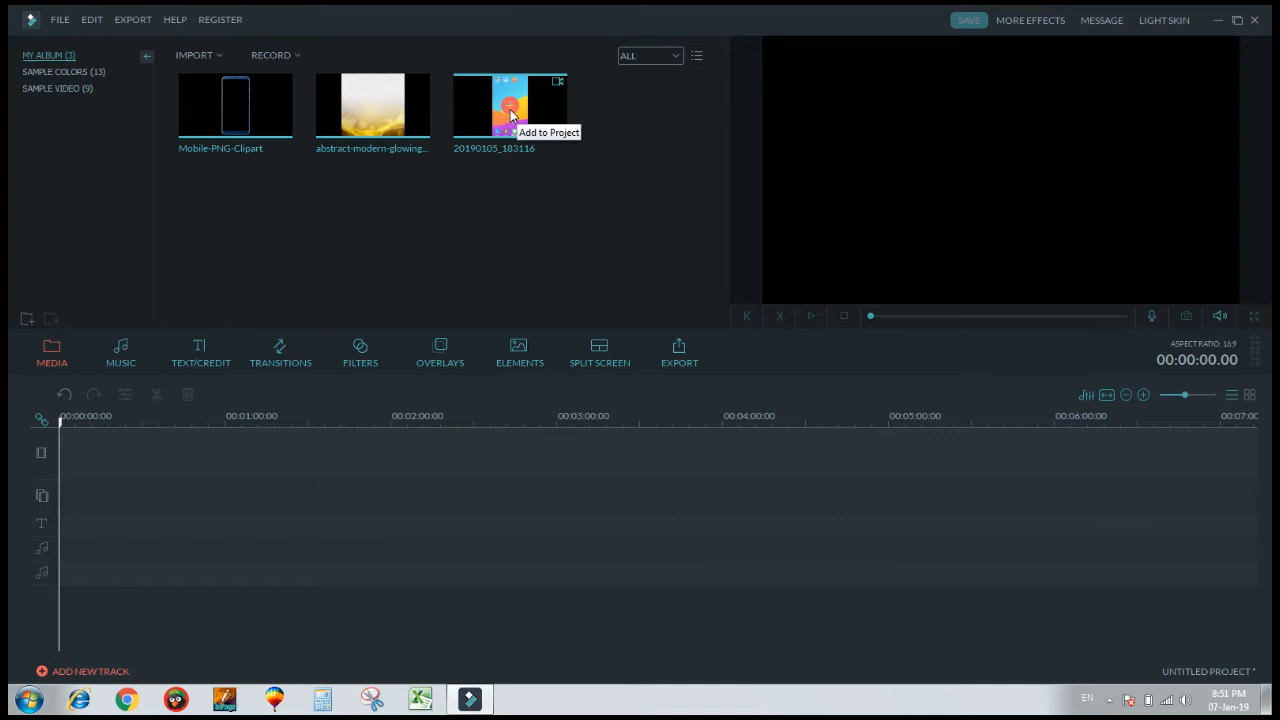 FILE EDIT EXPORT HELP REGISTER SAVE MORE EFFECTS MESSAGE LIGHT SKIN
MY ALBUM (3) IMPORT RECORD ALL
SAMPLE COLORS (13)
SAMPLE VIDEO (9)
Add to Project
Mobile-PNG-Clipart abstract-modern-glowing... 20190105_183116
MEDIA MUSIC TEXT/CREDIT TRANSITIONS FILTERS OVERLAYS ELEMENTS SPLIT SCREEN EXPORT
ASPECT RATIO: 16:9
00:00:00.00
00:00:00:00 00:01:00:00 00:02:00:00 00:03:00:00 00:04:00:00 00:05:00:00 00:06:00:00 00:07:0
ADD NEW TRACK UNTITLED PROJECT *
EN 8:51 PM
07-Jan-19